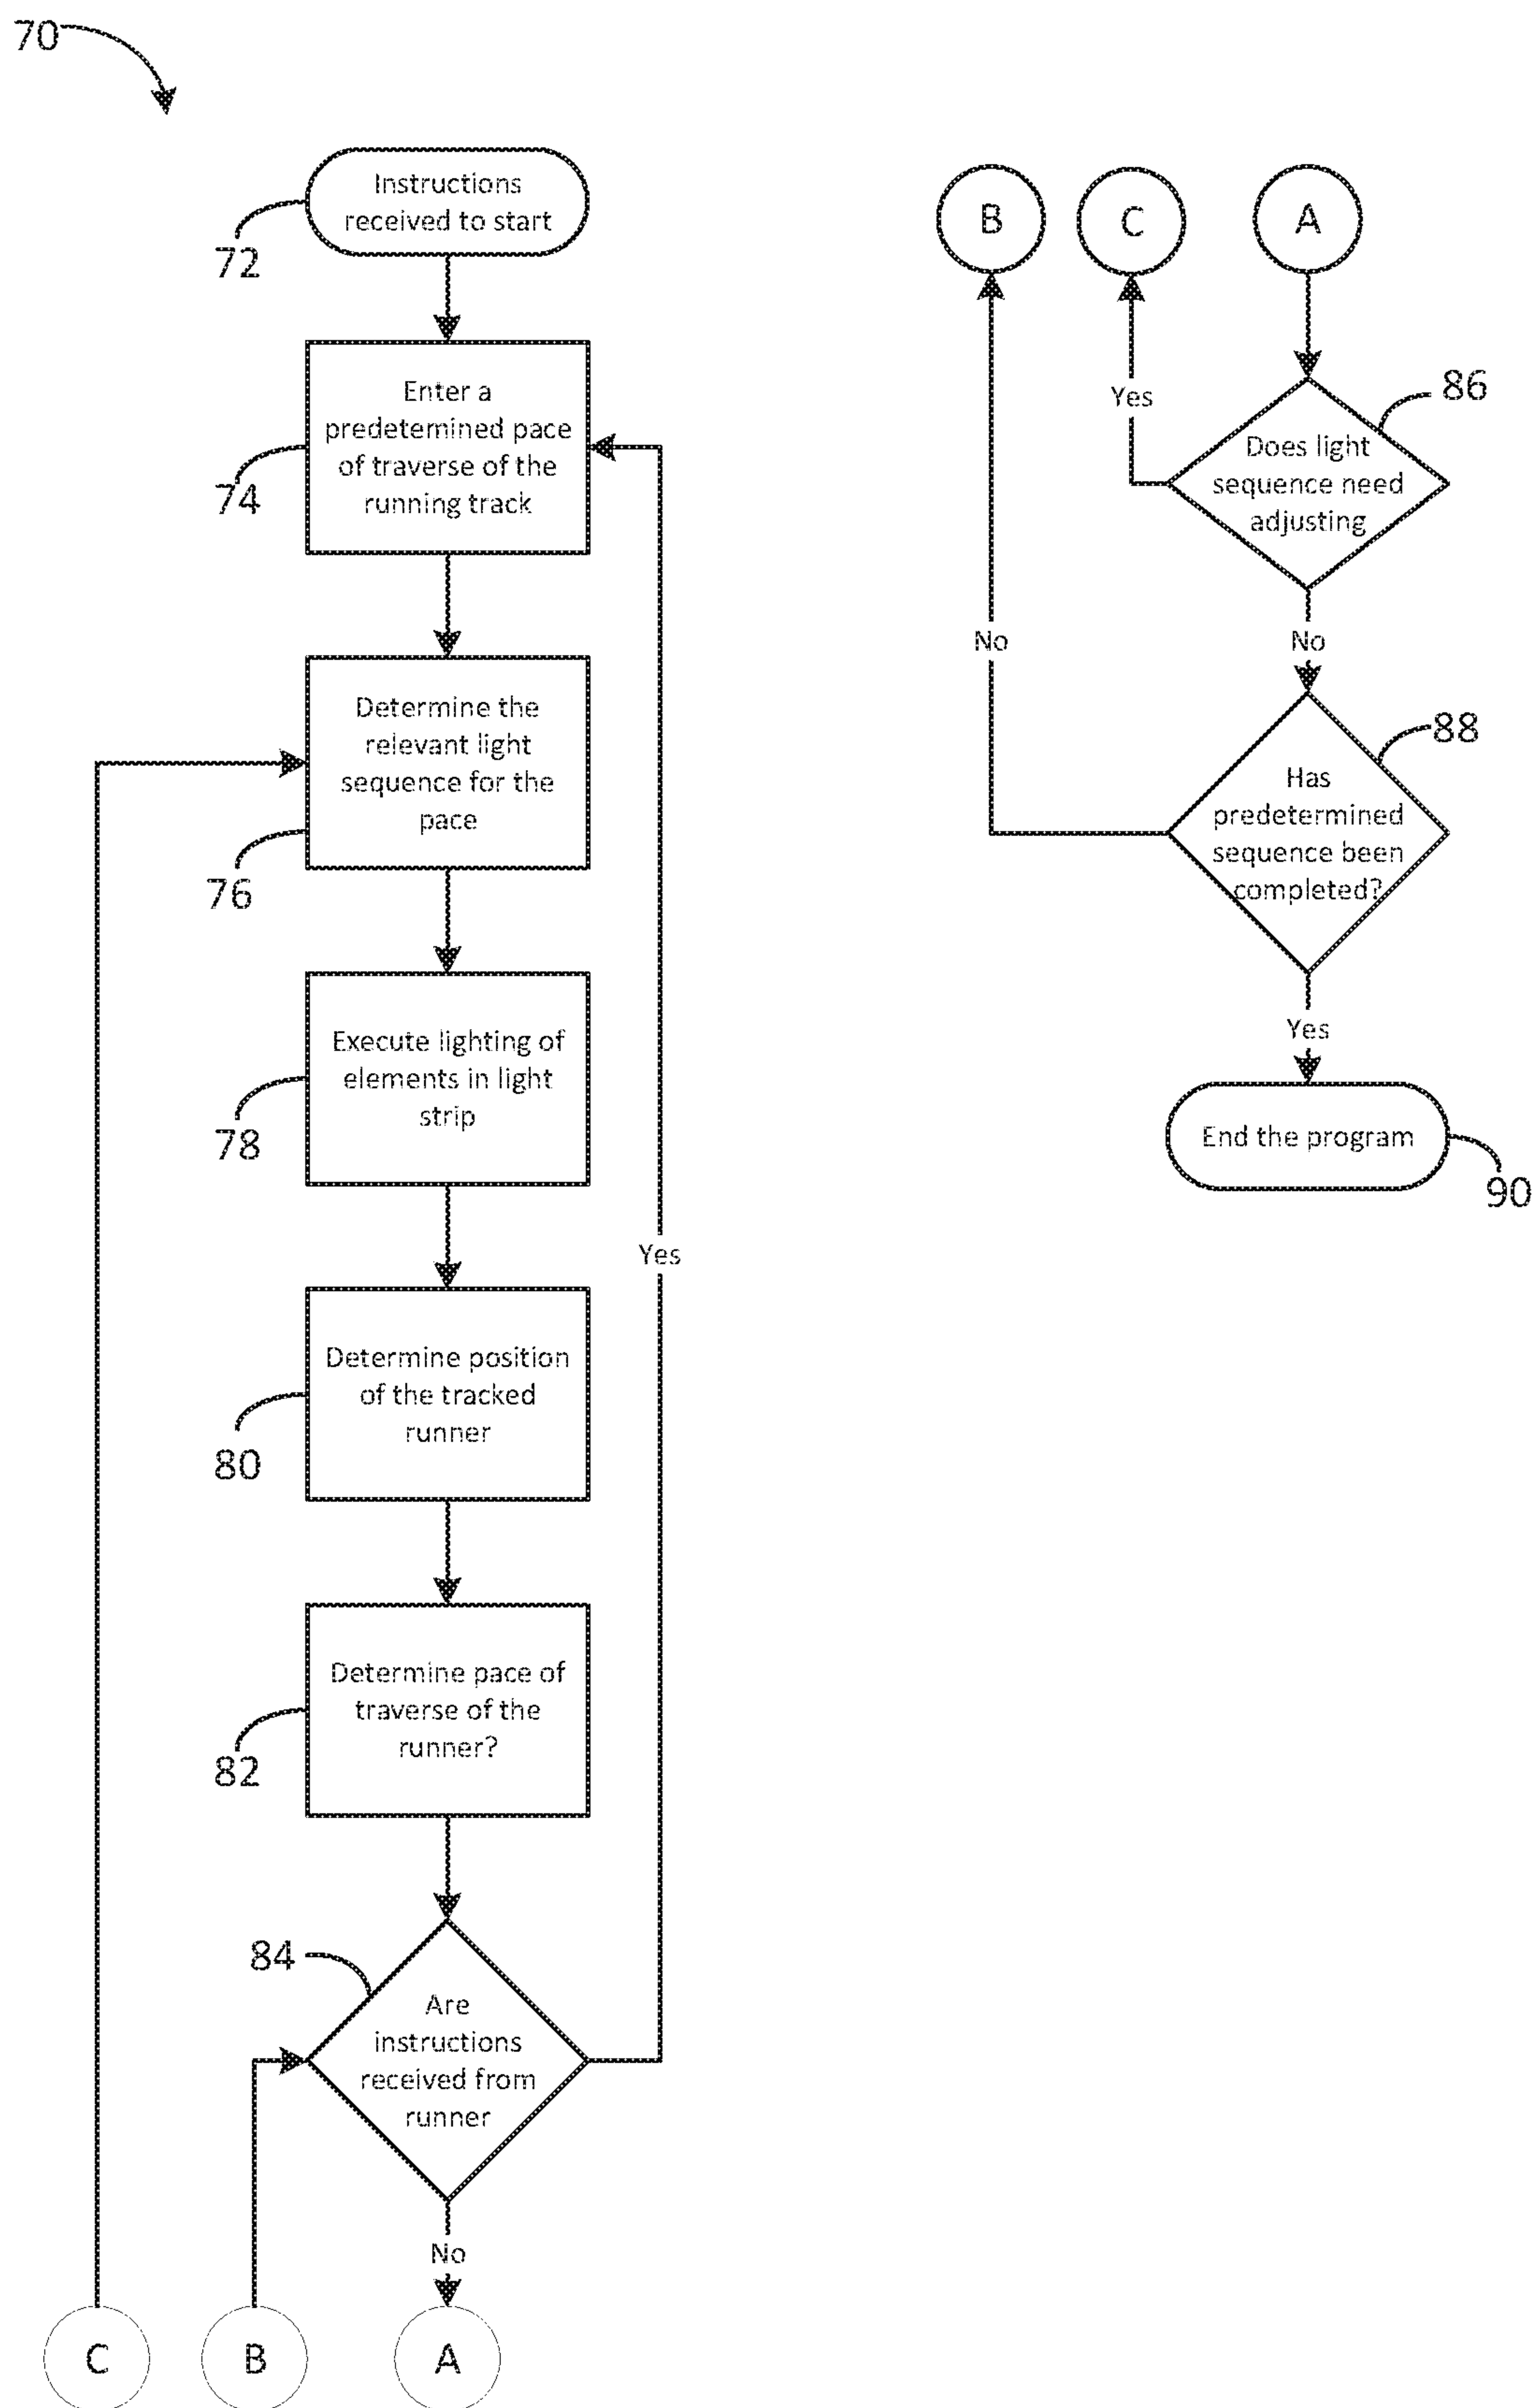 70
Instructions
received to start
72
Enter a
predetemined pace
of traverse of the
running track
74
Determine the
relevant light
sequence for the
pace
76
Execute lighting of
elements in light
strip
78
Yes
Determine position
of the tracked
runner
80
Determine pace of
traverse of the
runner?
82
84
Are
instructions
received from
runner
No
C
B
A
B
C
A
Yes
86
Does light
sequence need
adjusting
No
No
88
Has
predetermined
sequence been
completed?
Yes
End the program
90